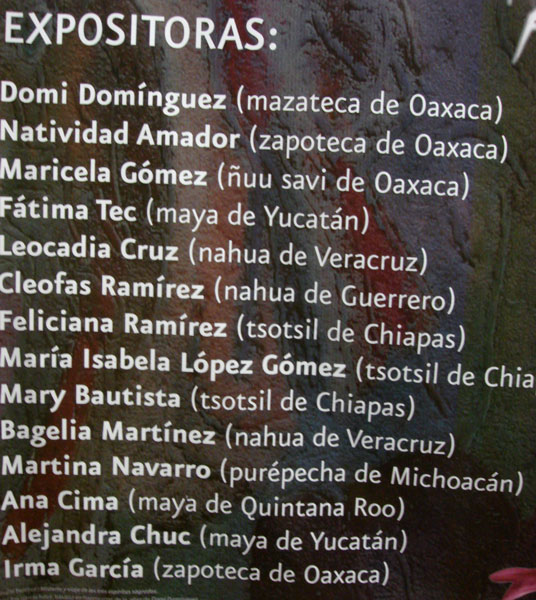 EXPOSITORAS:
Domi Domínguez (mazateca de Oaxaca)
Natividad Amador (zapoteca de Oaxaca)
Maricela Gómez (ñuu savi de Oaxaca)
Fátima Tec (maya de Yucatán)
Leocadia Cruz (nahua de Veracruz)
Cleofas Ramírez (nahua de Guerrero)
Feliciana Ramírez (tsotsil de Chiapas)
María Isabela López Gómez (tsotsil de Chia
Mary Bautista (tsotsil de Chiapas)
Bagelia Martínez (nahua de Veracruz)
Martina Navarro (purépecha de Michoacán)
Ana Cima (maya de Quintana Roo)
Alejandra Chuc (maya de Yucatán)
Irma García (zapoteca de Oaxaca)